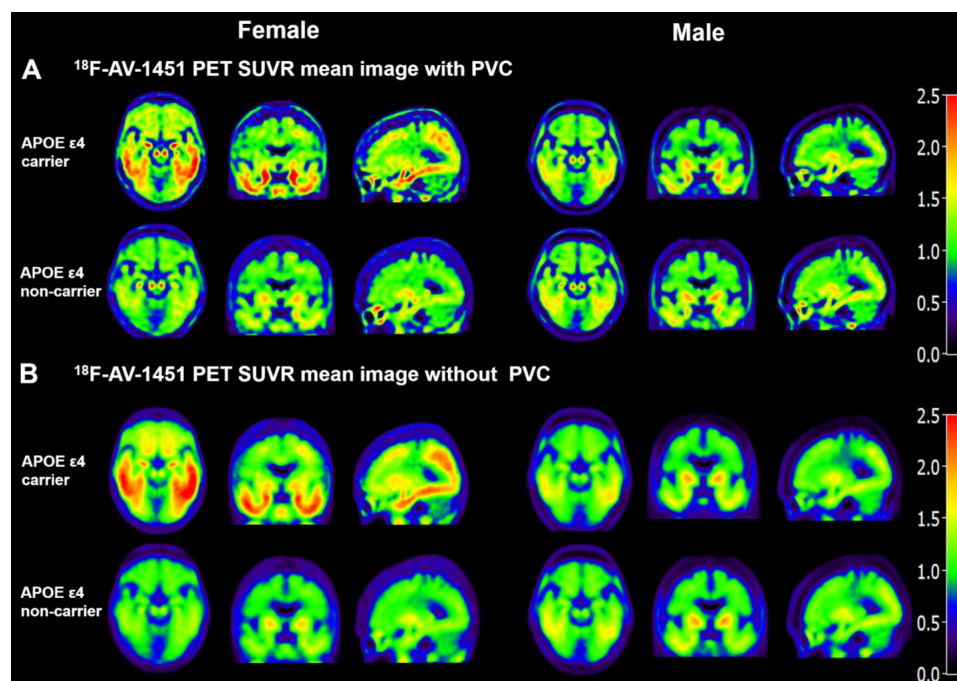 Female
Male
A ¹⁸F-AV-1451 PET SUVR mean image with PVC
APOE ε4
carrier
APOE ε4
non-carrier
2.5
2.0
1.5
1.0
0.5
0.0
B ¹⁸F-AV-1451 PET SUVR mean image without PVC
APOE ε4
carrier
APOE ε4
non-carrier
2.5
2.0
1.5
1.0
0.5
0.0